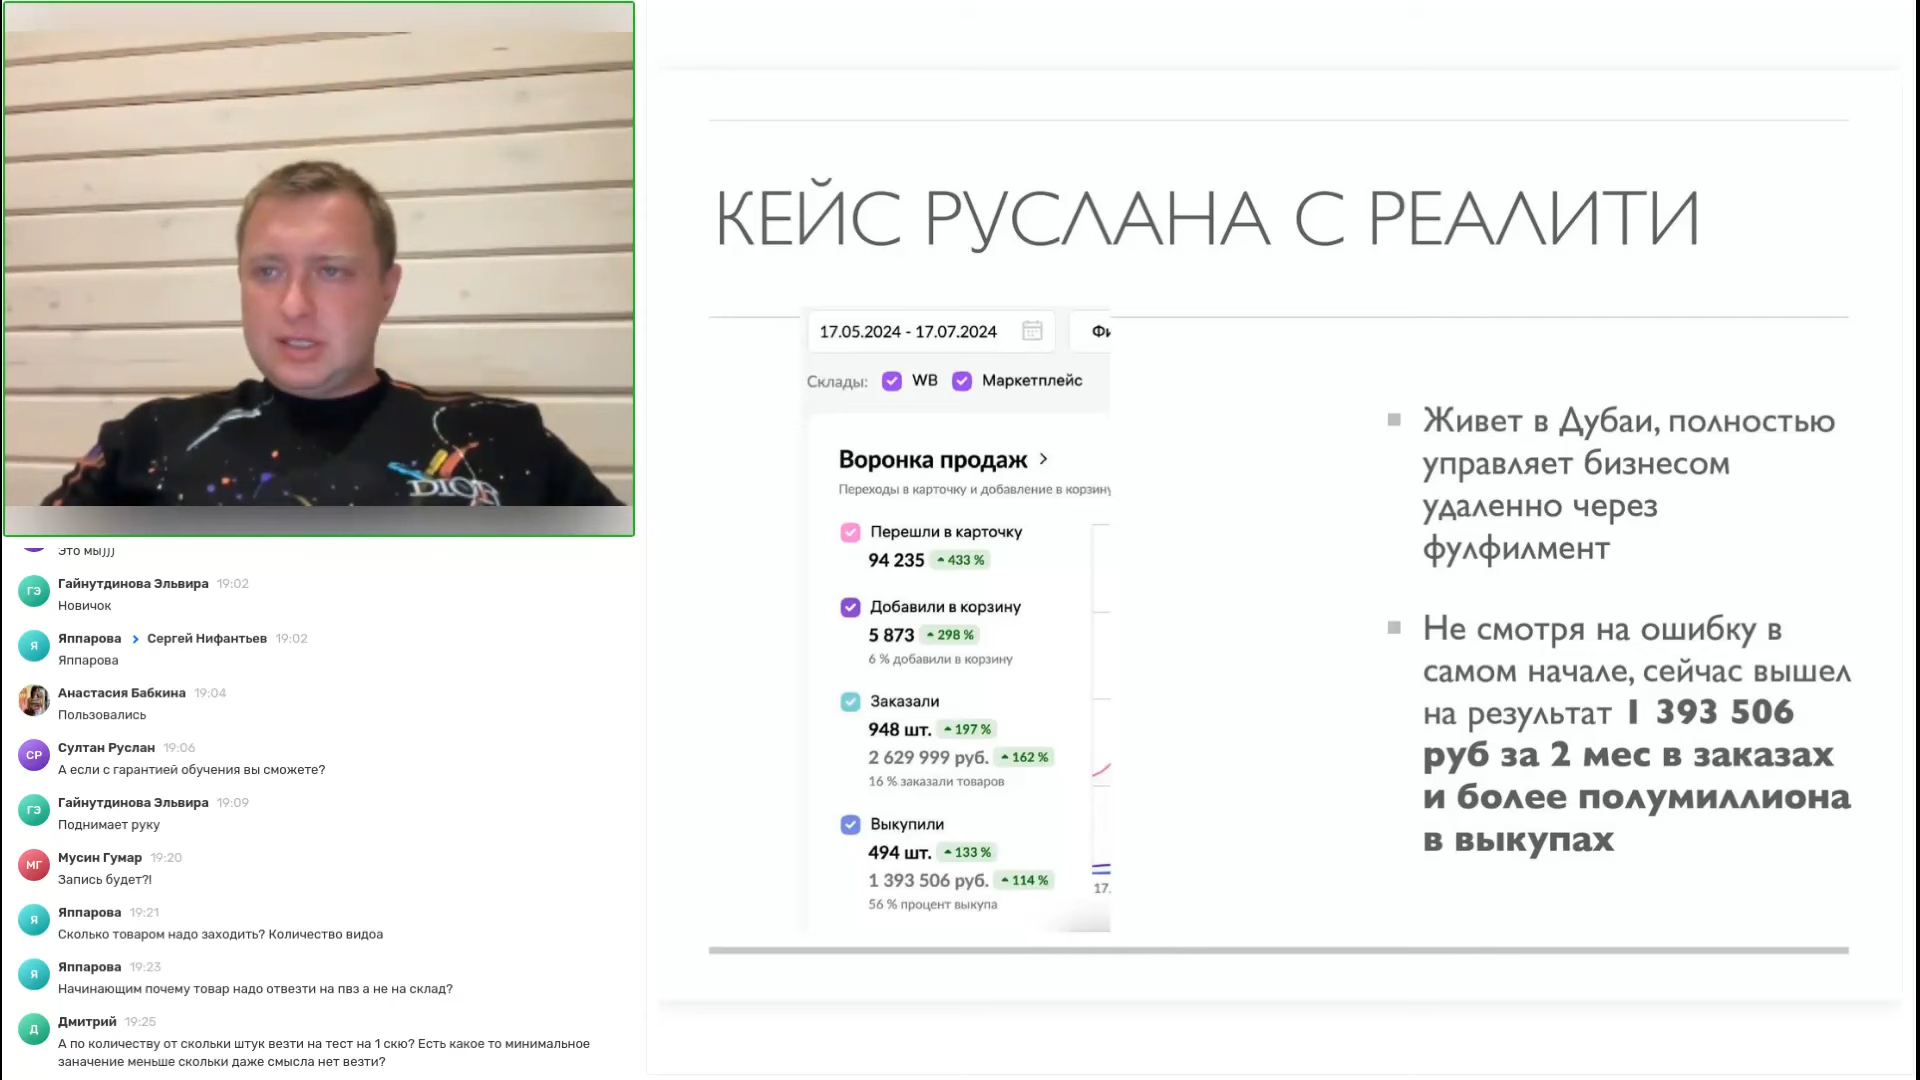 DIOR
Это мы)))
ГЭ Гайнутдинова Эльвира 19:02
Новичок
Я Яппарова > Сергей Нифантьев 19:02
Яппарова
Анастасия Бабкина 19:04
Пользовались
СР Султан Руслан 19:06
А если с гарантией обучения вы сможете?
ГЭ Гайнутдинова Эльвира 19:09
Поднимает руку
МГ Мусин Гумар 19:20
Запись будет?!
Я Яппарова 19:21
Сколько товаром надо заходить? Количество видоа
Я Яппарова 19:23
Начинающим почему товар надо отвезти на пвз а не на склад?
Д Дмитрий 19:25
А по количеству от скольки штук везти на тест на 1 скю? Есть какое то минимальное
заначение меньше скольки даже смысла нет везти?
КЕЙС РУСЛАНА С РЕАЛИТИ
17.05.2024 - 17.07.2024 Фи
Склады: WB Маркетплейс
Воронка продаж >
Переходы в карточку и добавление в корзину
Перешли в карточку
94 235 433 %
Добавили в корзину
5 873 298 %
6 % добавили в корзину
Заказали
948 шт. 197 %
2 629 999 руб. 162 %
16 % заказали товаров
Выкупили
494 шт. 133 %
1 393 506 руб. 114 %
56 % процент выкупа
17.
Живет в Дубаи, полностью
управляет бизнесом
удаленно через
фулфилмент
Не смотря на ошибку в
самом начале, сейчас вышел
на результат 1 393 506
руб за 2 мес в заказах
и более полумиллиона
в выкупах